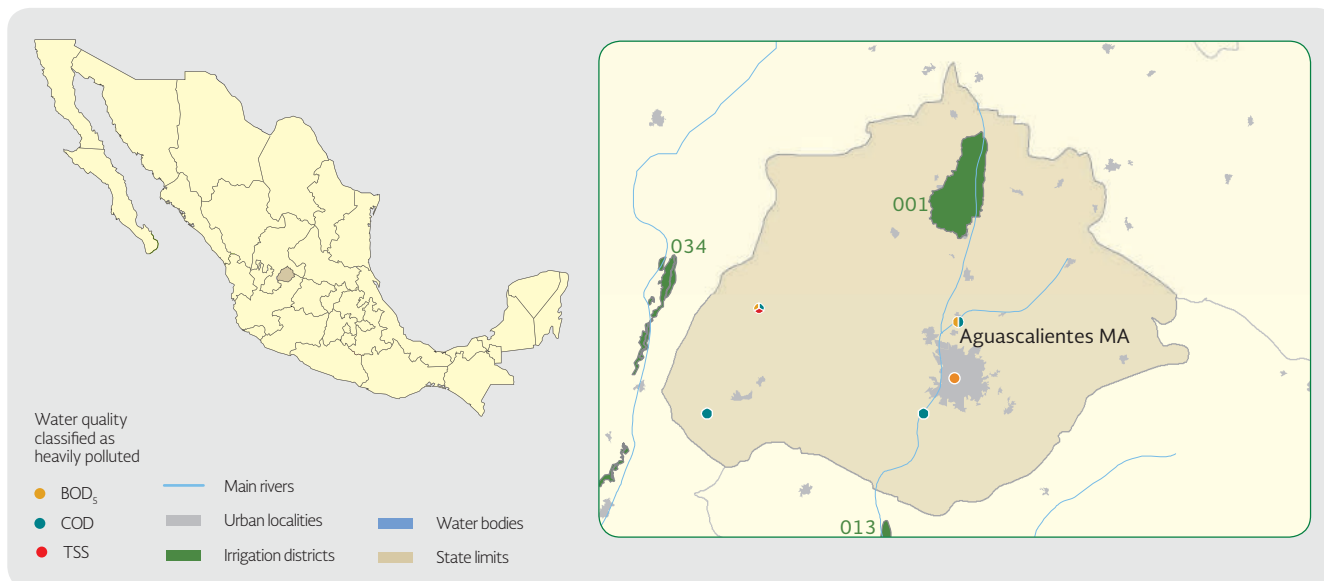 Water quality
classified as
heavily polluted
BOD₅
COD
TSS
Main rivers
Urban localities
Irrigation districts
Water bodies
State limits
001
034
Aguascalientes MA
013